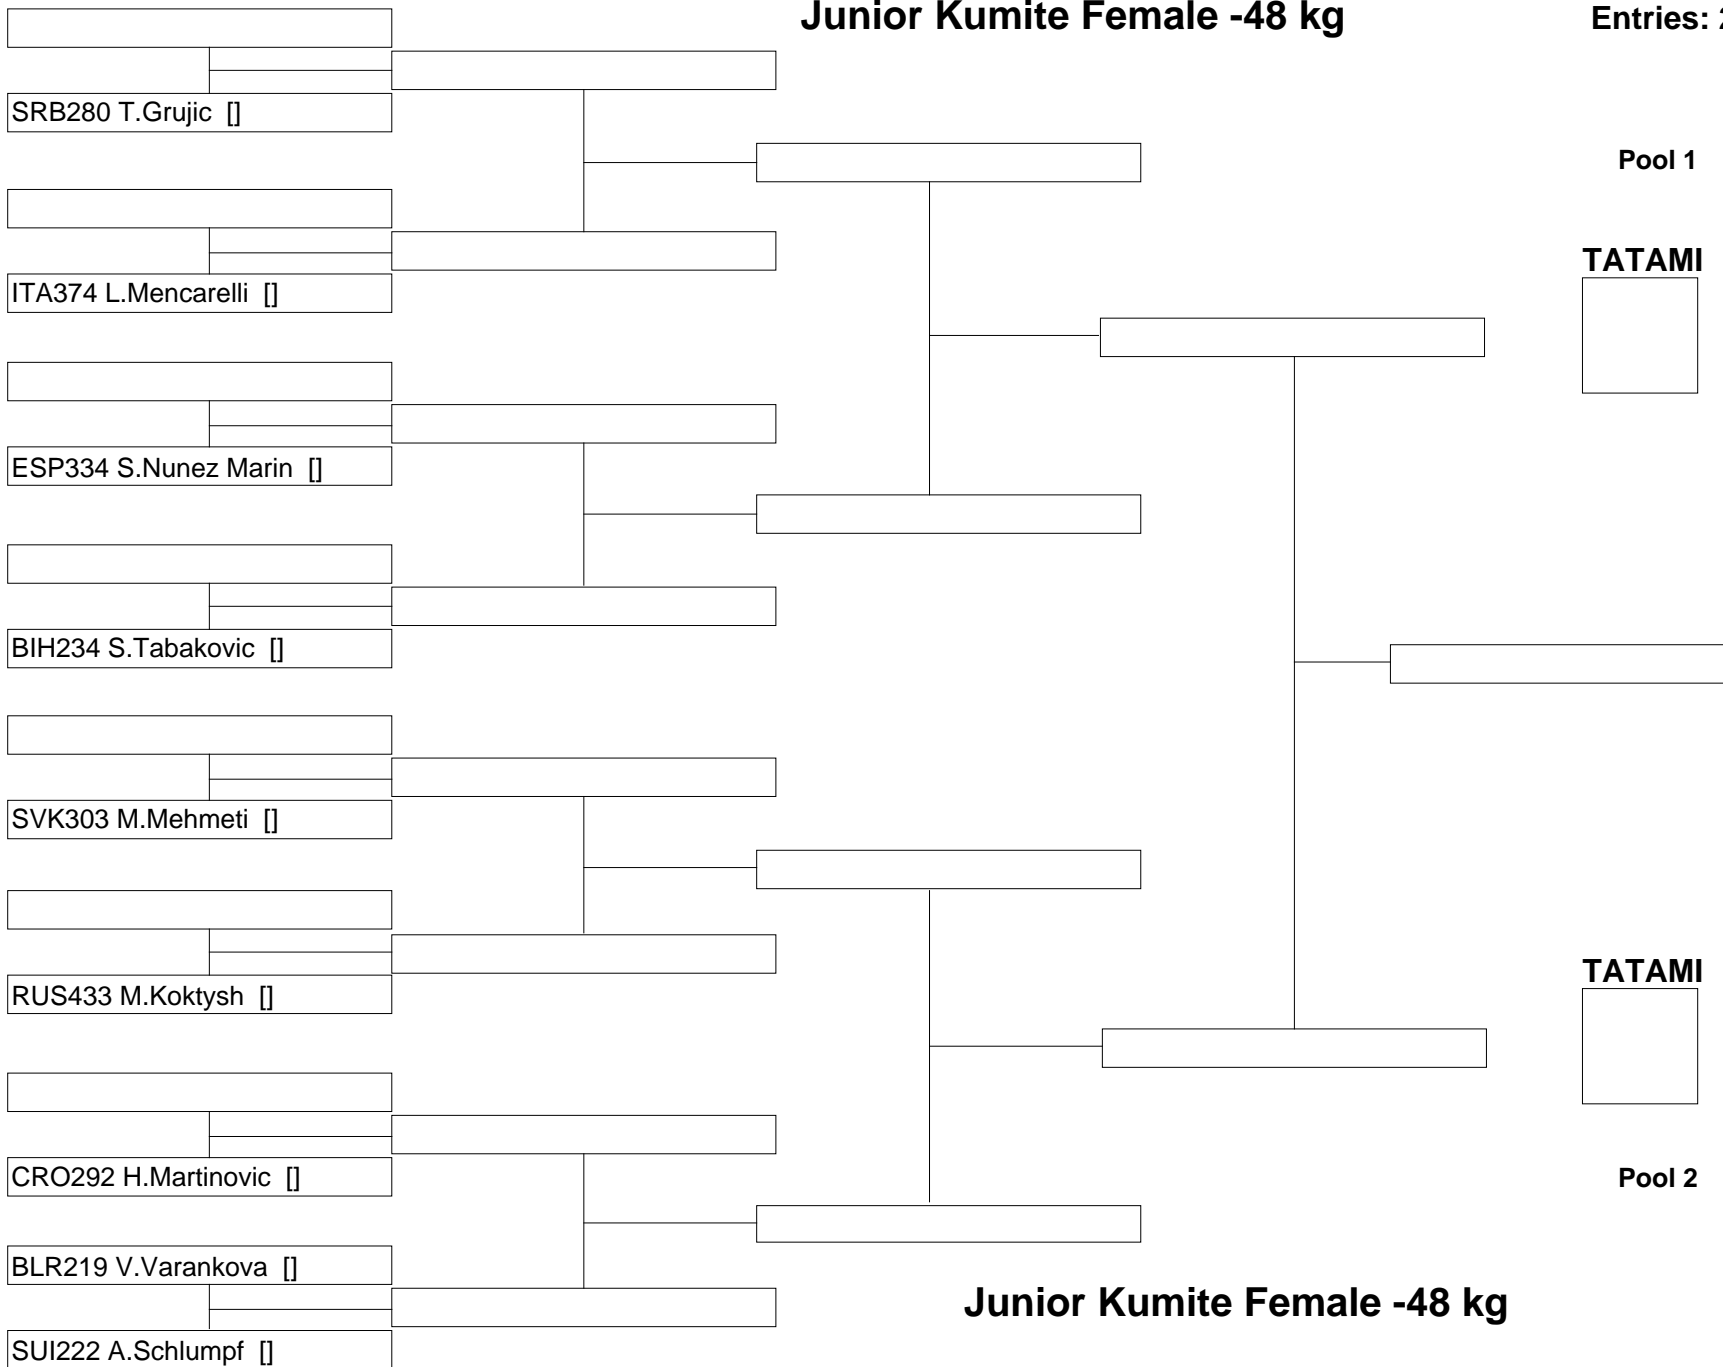 Junior Kumite Female -48 kg
Entries: 2
SRB280 T.Grujic []
Pool 1
TATAMI
ITA374 L.Mencarelli []
ESP334 S.Nunez Marin []
BIH234 S.Tabakovic []
SVK303 M.Mehmeti []
TATAMI
RUS433 M.Koktysh []
CRO292 H.Martinovic []
Pool 2
BLR219 V.Varankova []
Junior Kumite Female -48 kg
SUI222 A.Schlumpf []